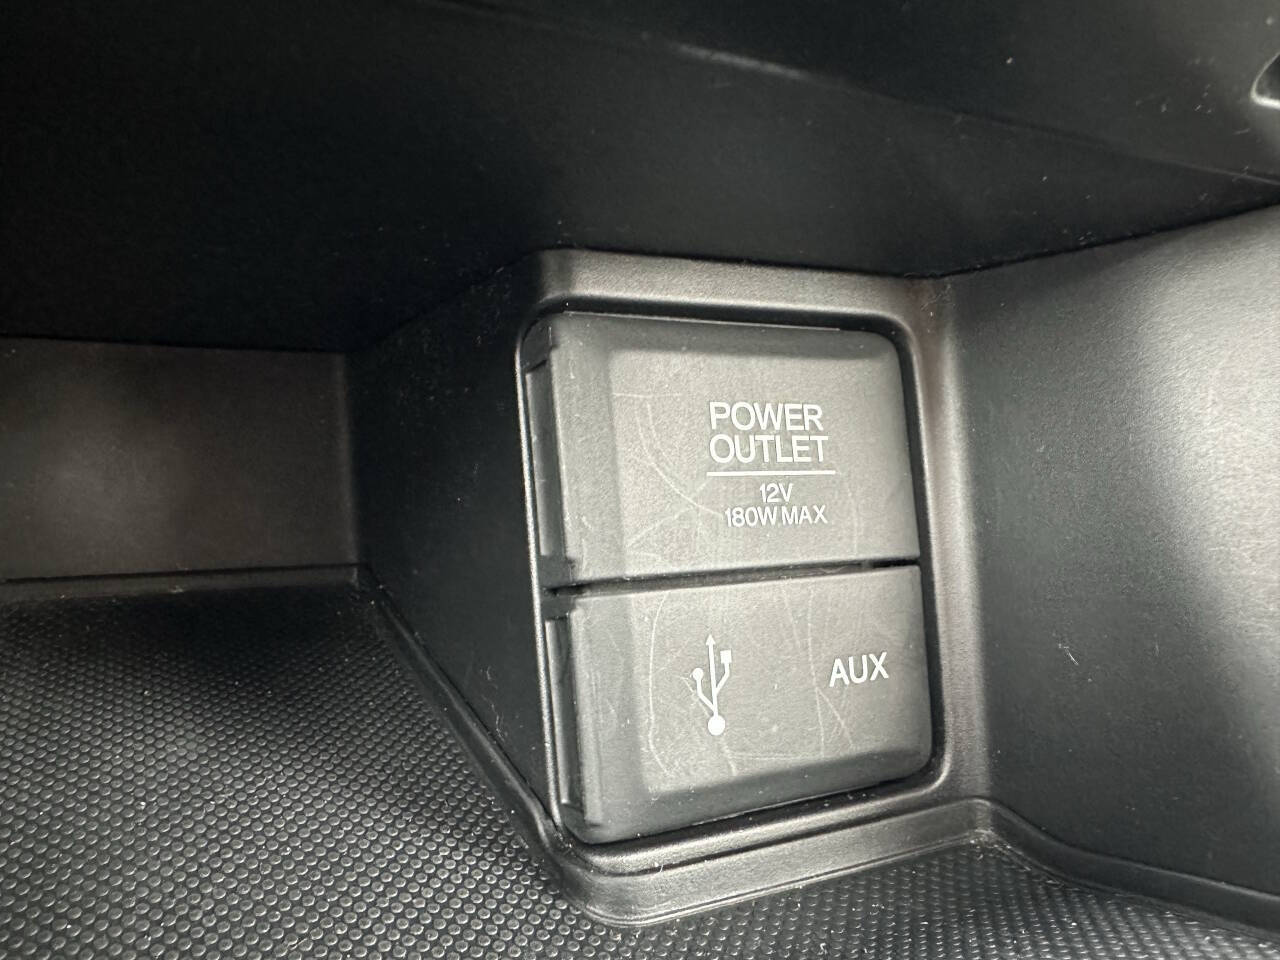 POWER
OUTLET
12V
180W.MAX
AUX